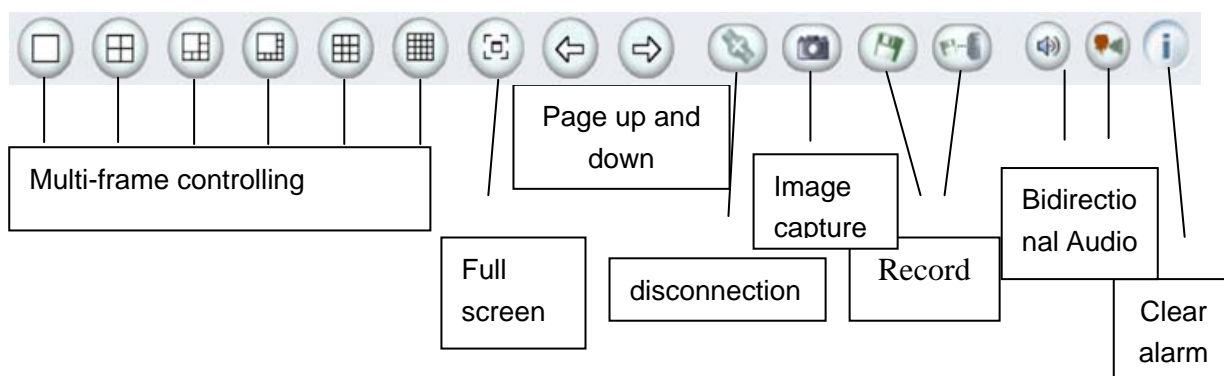 Multi-frame controlling
Page up and
down
Full
screen
disconnection
Image
capture
Record
Bidirectio
nal Audio
Clear
alarm